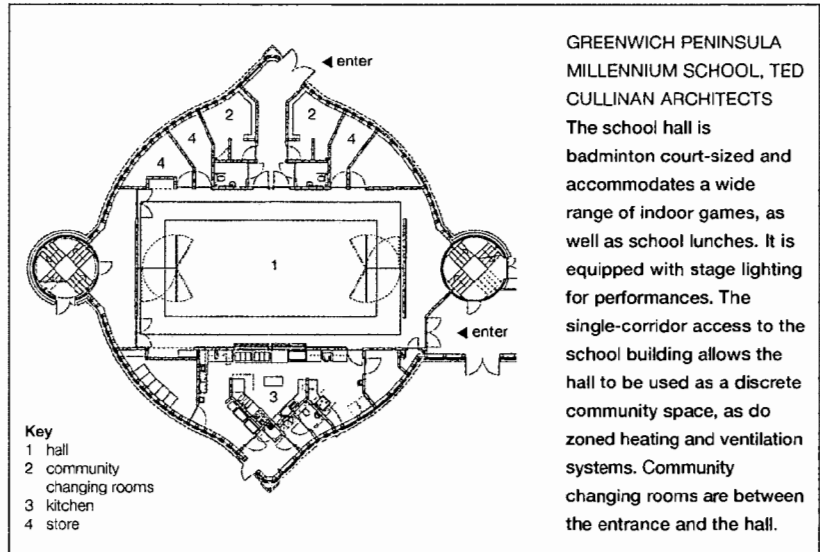 enter
2
2
4
4
4
4
1
enter
3
Key
1 hall
2 community
changing rooms
3 kitchen
4 store
GREENWICH PENINSULA
MILLENNIUM SCHOOL, TED
CULLINAN ARCHITECTS
The school hall is
badminton court-sized and
accommodates a wide
range of indoor games, as
well as school lunches. It is
equipped with stage lighting
for performances. The
single-corridor access to the
school building allows the
hall to be used as a discrete
community space, as do
zoned heating and ventilation
systems. Community
changing rooms are between
the entrance and the hall.